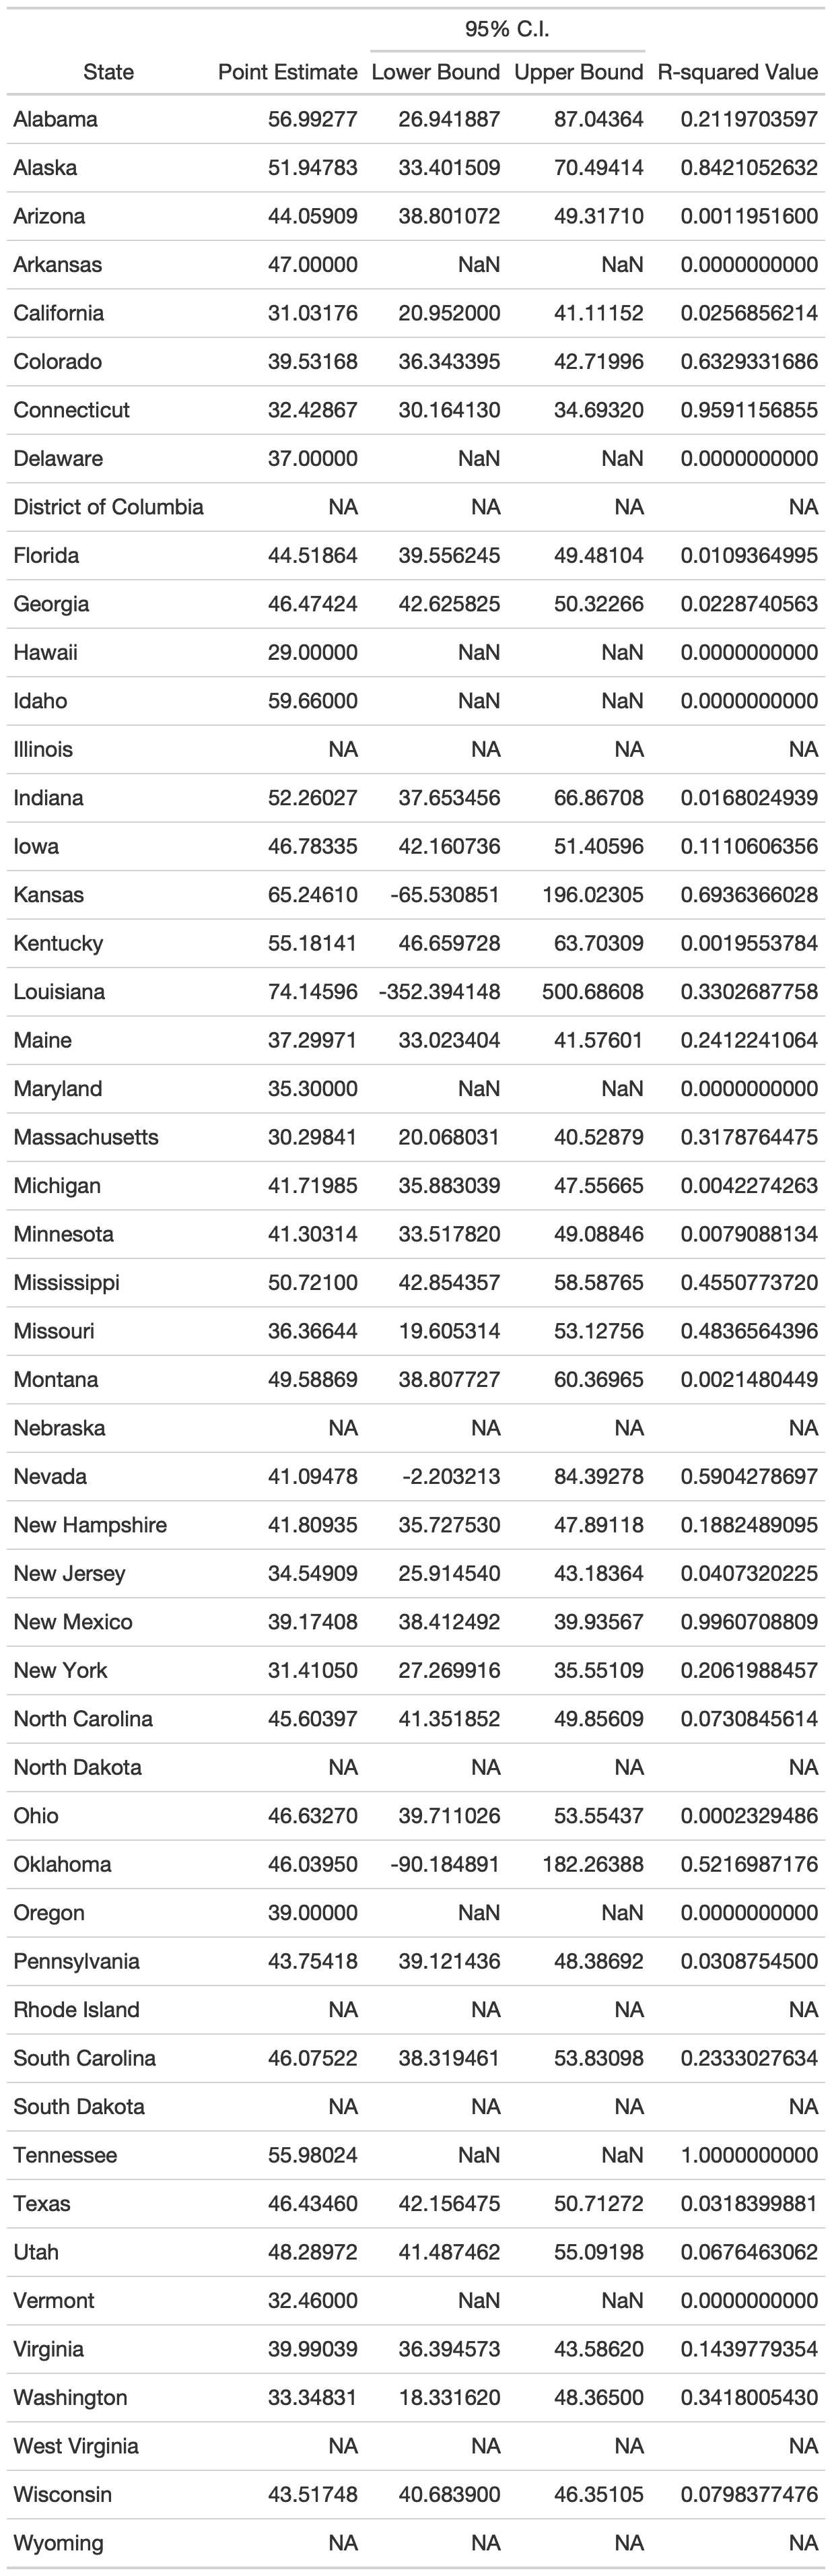 95% C.I.
State Point Estimate Lower Bound Upper Bound R-squared Value
Alabama 56.99277 26.941887 87.04364 0.2119703597
Alaska 51.94783 33.401509 70.49414 0.8421052632
Arizona 44.05909 38.801072 49.31710 0.0011951600
Arkansas 47.00000 NaN NaN 0.0000000000
California 31.03176 20.952000 41.11152 0.0256856214
Colorado 39.53168 36.343395 42.71996 0.6329331686
Connecticut 32.42867 30.164130 34.69320 0.9591156855
Delaware 37.00000 NaN NaN 0.0000000000
District of Columbia NA NA NA NA
Florida 44.51864 39.556245 49.48104 0.0109364995
Georgia 46.47424 42.625825 50.32266 0.0228740563
Hawaii 29.00000 NaN NaN 0.0000000000
Idaho 59.66000 NaN NaN 0.0000000000
Illinois NA NA NA NA
Indiana 52.26027 37.653456 66.86708 0.0168024939
Iowa 46.78335 42.160736 51.40596 0.1110606356
Kansas 65.24610 -65.530851 196.02305 0.6936366028
Kentucky 55.18141 46.659728 63.70309 0.0019553784
Louisiana 74.14596 -352.394148 500.68608 0.3302687758
Maine 37.29971 33.023404 41.57601 0.2412241064
Maryland 35.30000 NaN NaN 0.0000000000
Massachusetts 30.29841 20.068031 40.52879 0.3178764475
Michigan 41.71985 35.883039 47.55665 0.0042274263
Minnesota 41.30314 33.517820 49.08846 0.0079088134
Mississippi 50.72100 42.854357 58.58765 0.4550773720
Missouri 36.36644 19.605314 53.12756 0.4836564396
Montana 49.58869 38.807727 60.36965 0.0021480449
Nebraska NA NA NA NA
Nevada 41.09478 -2.203213 84.39278 0.5904278697
New Hampshire 41.80935 35.727530 47.89118 0.1882489095
New Jersey 34.54909 25.914540 43.18364 0.0407320225
New Mexico 39.17408 38.412492 39.93567 0.9960708809
New York 31.41050 27.269916 35.55109 0.2061988457
North Carolina 45.60397 41.351852 49.85609 0.0730845614
North Dakota NA NA NA NA
Ohio 46.63270 39.711026 53.55437 0.0002329486
Oklahoma 46.03950 -90.184891 182.26388 0.5216987176
Oregon 39.00000 NaN NaN 0.0000000000
Pennsylvania 43.75418 39.121436 48.38692 0.0308754500
Rhode Island NA NA NA NA
South Carolina 46.07522 38.319461 53.83098 0.2333027634
South Dakota NA NA NA NA
Tennessee 55.98024 NaN NaN 1.0000000000
Texas 46.43460 42.156475 50.71272 0.0318399881
Utah 48.28972 41.487462 55.09198 0.0676463062
Vermont 32.46000 NaN NaN 0.0000000000
Virginia 39.99039 36.394573 43.58620 0.1439779354
Washington 33.34831 18.331620 48.36500 0.3418005430
West Virginia NA NA NA NA
Wisconsin 43.51748 40.683900 46.35105 0.0798377476
Wyoming NA NA NA NA